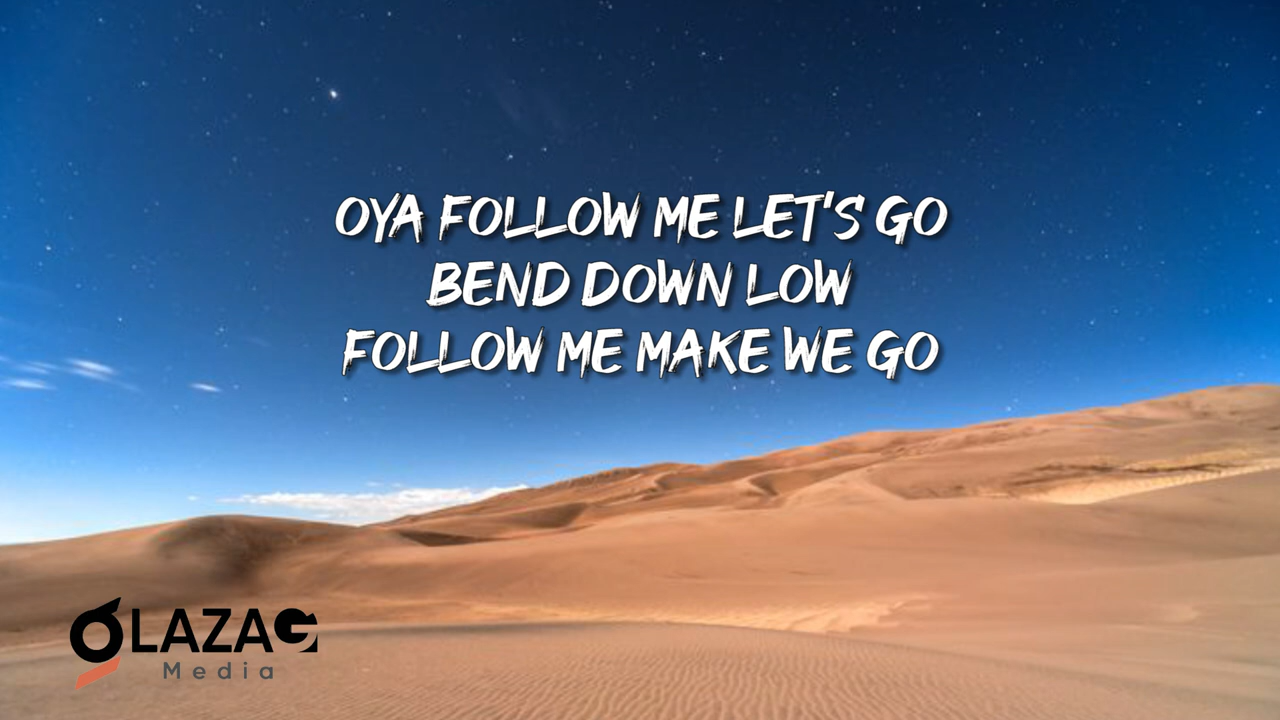 OYA FOLLOW ME LET'S GO
BEND DOWN LOW
FOLLOW ME MAKE WE GO
OLAZAG
Media